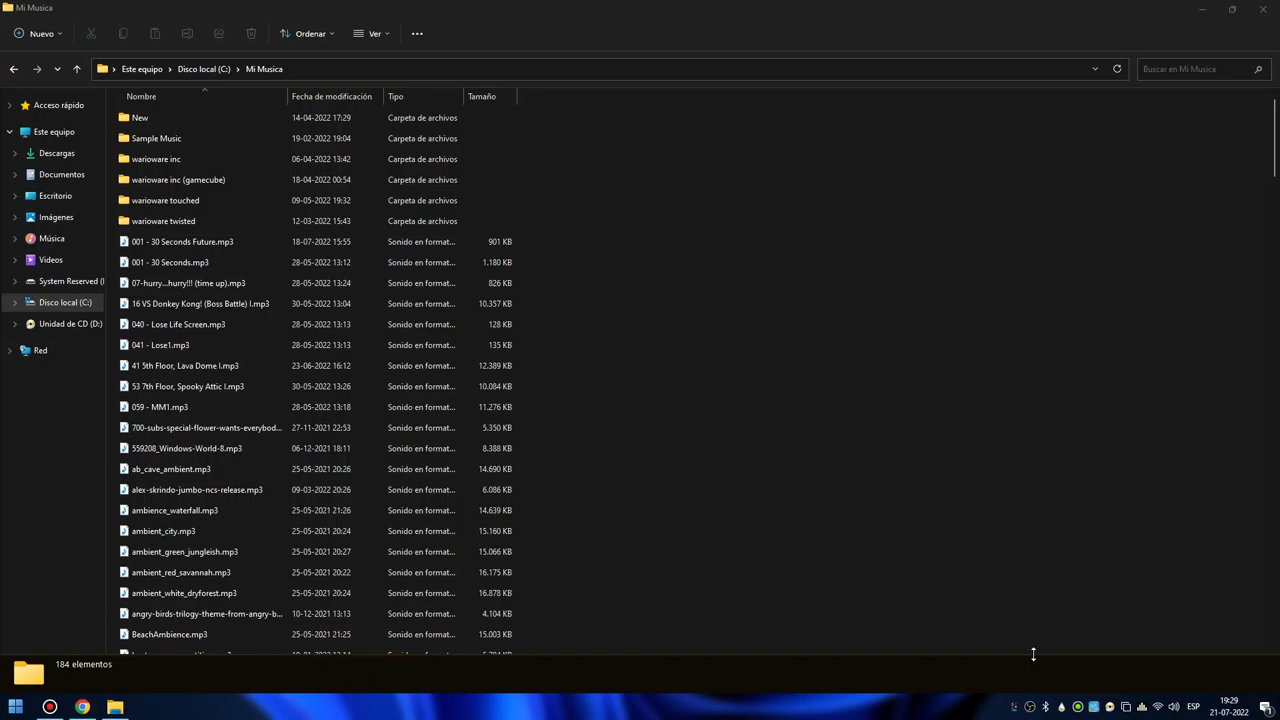 Mi Musica
Nuevo
Ordenar
Ver
Este equipo
Disco local (C:)
Mi Musica
Buscar en Mi Musica
Nombre Fecha de modificación Tipo Tamaño
Acceso rápido
Este equipo
Descargas
Documentos
Escritorio
Imágenes
Música
Videos
System Reserved (
Disco local (C:)
Unidad de CD (D:)
Red
New 14-04-2022 17:29 Carpeta de archivos
Sample Music 19-02-2022 19:04 Carpeta de archivos
warioware inc 06-04-2022 13:42 Carpeta de archivos
warioware inc (gamecube) 18-04-2022 00:54 Carpeta de archivos
warioware touched 09-05-2022 19:32 Carpeta de archivos
warioware twisted 12-03-2022 15:43 Carpeta de archivos
001 - 30 Seconds Future.mp3 18-07-2022 15:55 Sonido en format... 901 KB
001 - 30 Seconds.mp3 28-05-2022 13:12 Sonido en format... 1.180 KB
07-hurry...hurry!!! (time up).mp3 28-05-2022 13:24 Sonido en format... 826 KB
16 VS Donkey Kong! (Boss Battle) I.mp3 30-05-2022 13:04 Sonido en format... 10.357 KB
040 - Lose Life Screen.mp3 28-05-2022 13:13 Sonido en format... 128 KB
041 - Lose1.mp3 28-05-2022 13:13 Sonido en format... 135 KB
41 5th Floor, Lava Dome I.mp3 23-06-2022 16:12 Sonido en format... 12.389 KB
53 7th Floor, Spooky Attic I.mp3 30-05-2022 13:26 Sonido en format... 10.084 KB
059 - MM1.mp3 28-05-2022 13:18 Sonido en format... 11.276 KB
700-subs-special-flower-wants-everybod... 27-11-2021 22:53 Sonido en format... 5.350 KB
559208_Windows-World-8.mp3 06-12-2021 18:11 Sonido en format... 8.388 KB
ab_cave_ambient.mp3 25-05-2021 20:26 Sonido en format... 14.690 KB
alex-skrindo-jumbo-ncs-release.mp3 09-03-2022 20:26 Sonido en format... 6.086 KB
ambience_waterfall.mp3 25-05-2021 21:26 Sonido en format... 14.639 KB
ambient_city.mp3 25-05-2021 20:24 Sonido en format... 15.160 KB
ambient_green_jungleish.mp3 25-05-2021 20:27 Sonido en format... 15.066 KB
ambient_red_savannah.mp3 25-05-2021 20:22 Sonido en format... 16.175 KB
ambient_white_dryforest.mp3 25-05-2021 20:24 Sonido en format... 16.878 KB
angry-birds-trilogy-theme-from-angry-b... 10-12-2021 13:13 Sonido en format... 4.104 KB
BeachAmbience.mp3 25-05-2021 21:25 Sonido en format... 15.003 KB
184 elementos
ESP
19:29
21-07-2022